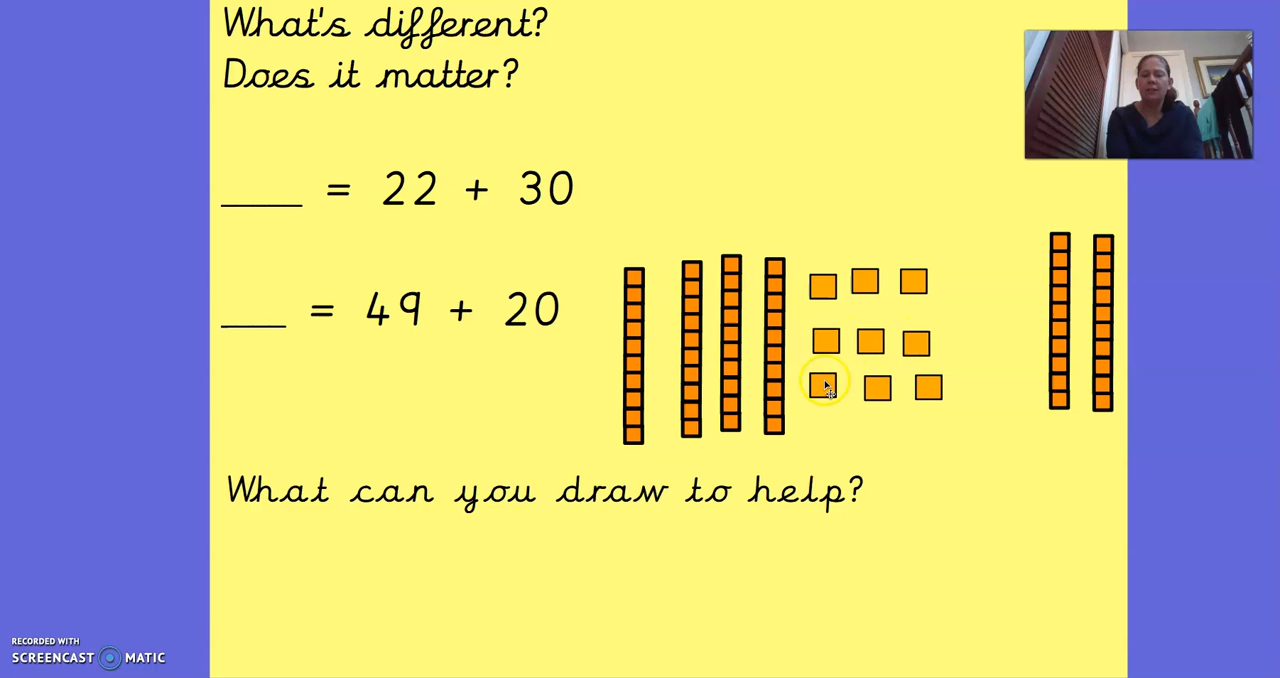 What's different?
Does it matter?
____ = 22 + 30
___ = 49 + 20
What can you draw to help?
RECORDED WITH
SCREENCAST MATIC